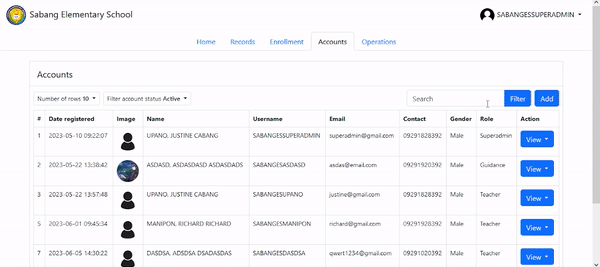 Sabang Elementary School
SABANGESSUPERADMIN
Home Records Enrollment Accounts Operations
Accounts
Number of rows 10 Filter account status Active Search Filter Add
# Date registered Image Name Username Email Contact Gender Role Action
1 2023-05-10 09:22:07 UPANO, JUSTINE CABANG SABANGESSUPERADMIN superadmin@gmail.com 09291828392 Male Superadmin View
2 2023-05-22 13:38:42 ASDASD, ASDASDASD ASDASDADS SABANGESASDASD asdas@email.com 09291920392 Male Guidance View
3 2023-05-22 13:57:48 UPANO, JUSTINE CABANG SABANGESUPANO justine@gmail.com 09291828392 Male Teacher View
5 2023-06-01 09:45:34 MANIPON, RICHARD RICHARD SABANGESMANIPON richard@gmail.com 09291928392 Male Teacher View
7 2023-06-05 14:30:22 DASDSA, ADSDSA DSADASDAS SABANGESDASDSA qwert1234@gmail.com 09291020392 Male Teacher View